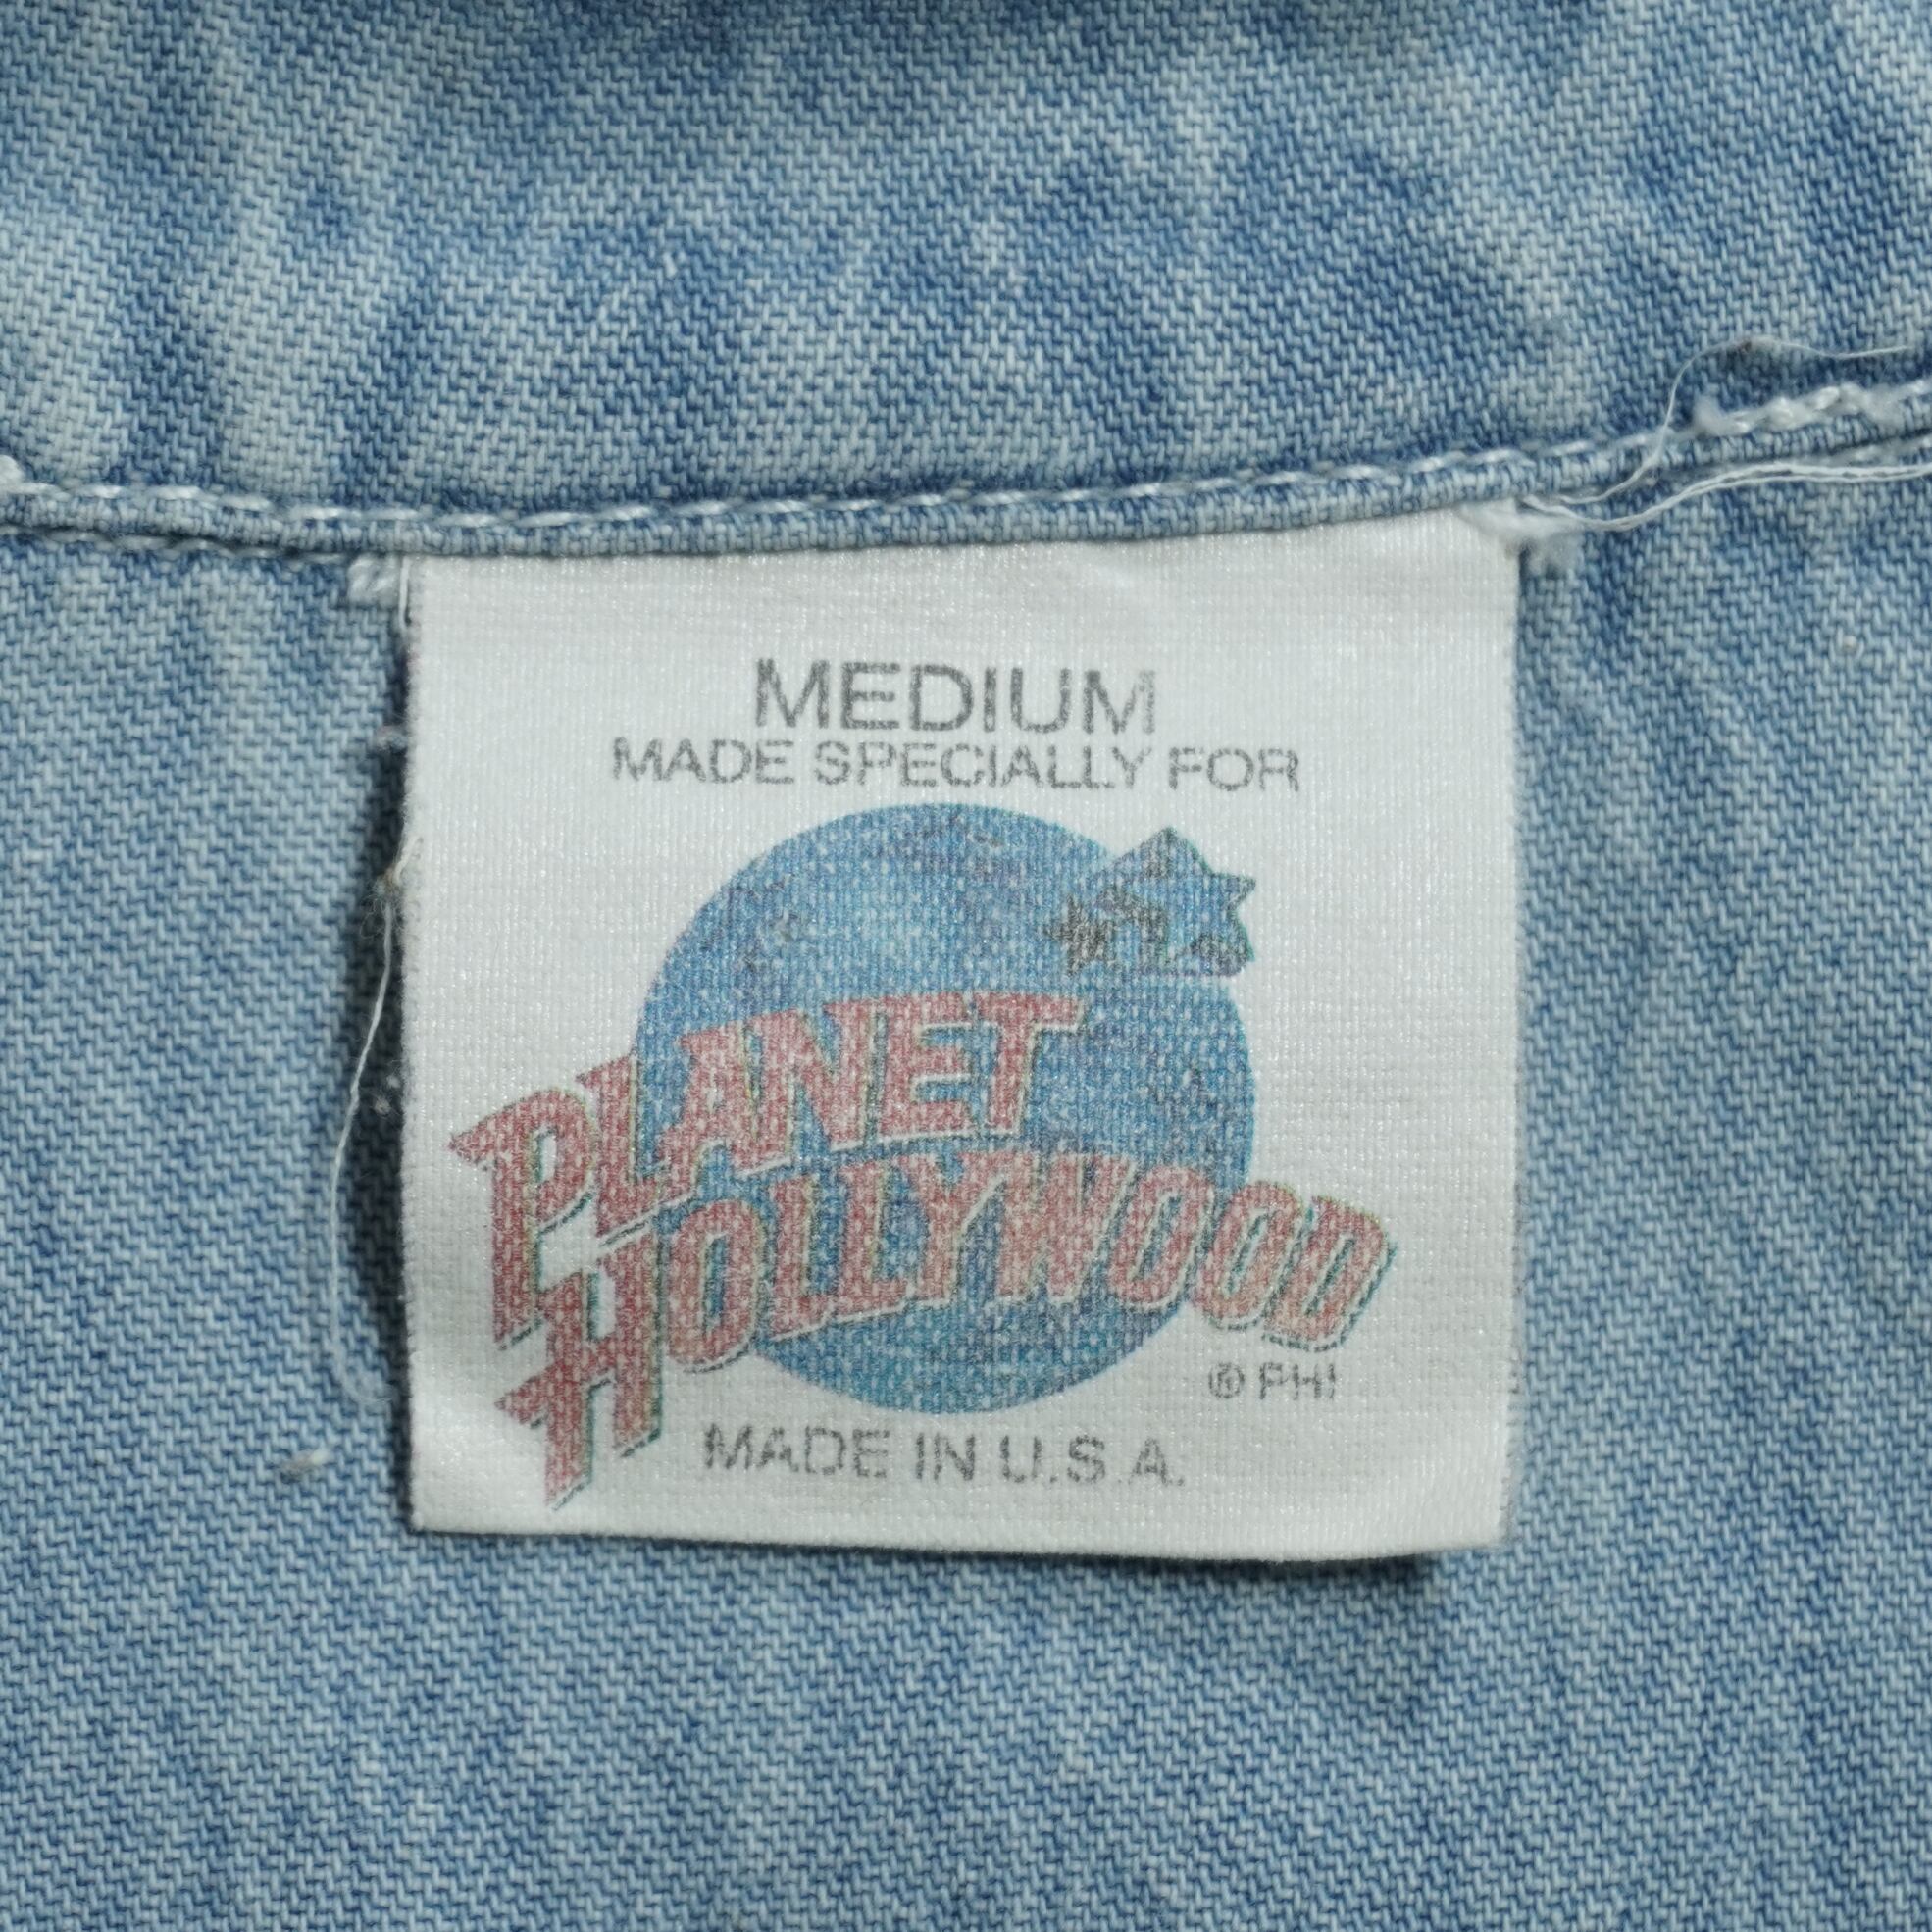 MEDIUM
MADE SPECIALLY FOR
PLANET
HOLLYWOOD
© PHI
MADE IN U.S.A.